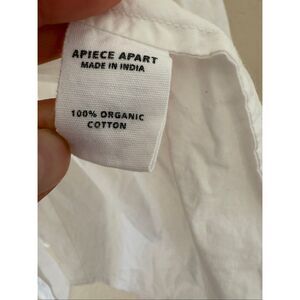 APIECE APART
MADE IN INDIA
100% ORGANIC
COTTON